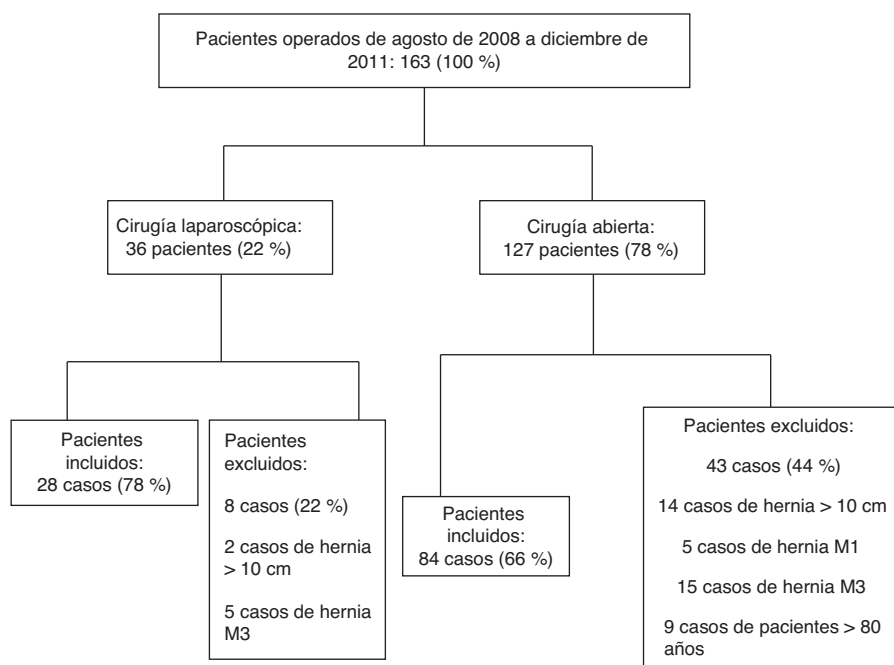 Pacientes operados de agosto de 2008 a diciembre de
2011: 163 (100 %)
Cirugía laparoscópica:
36 pacientes (22 %)
Cirugía abierta:
127 pacientes (78 %)
Pacientes
incluidos:
28 casos (78 %)
Pacientes
excluidos:
8 casos (22 %)
2 casos de hernia
> 10 cm
5 casos de hernia
M3
Pacientes
incluidos:
84 casos (66 %)
Pacientes excluidos:
43 casos (44 %)
14 casos de hernia > 10 cm
5 casos de hernia M1
15 casos de hernia M3
9 casos de pacientes > 80
años